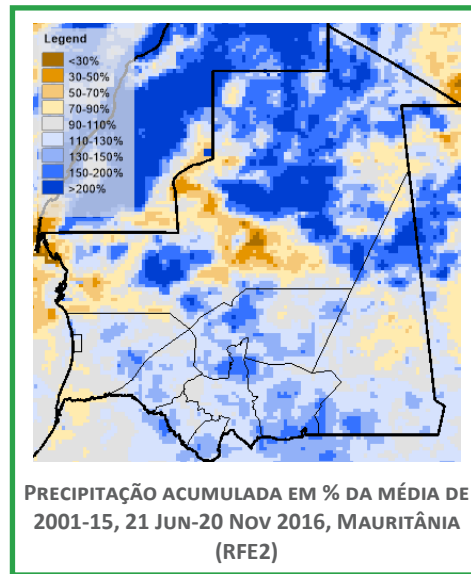 Legend
<30%
30-50%
50-70%
70-90%
90-110%
110-130%
130-150%
150-200%
>200%
PRECIPITAÇÃO ACUMULADA EM % DA MÉDIA DE
2001-15, 21 JUN-20 NOV 2016, MAURITÂNIA
(RFE2)